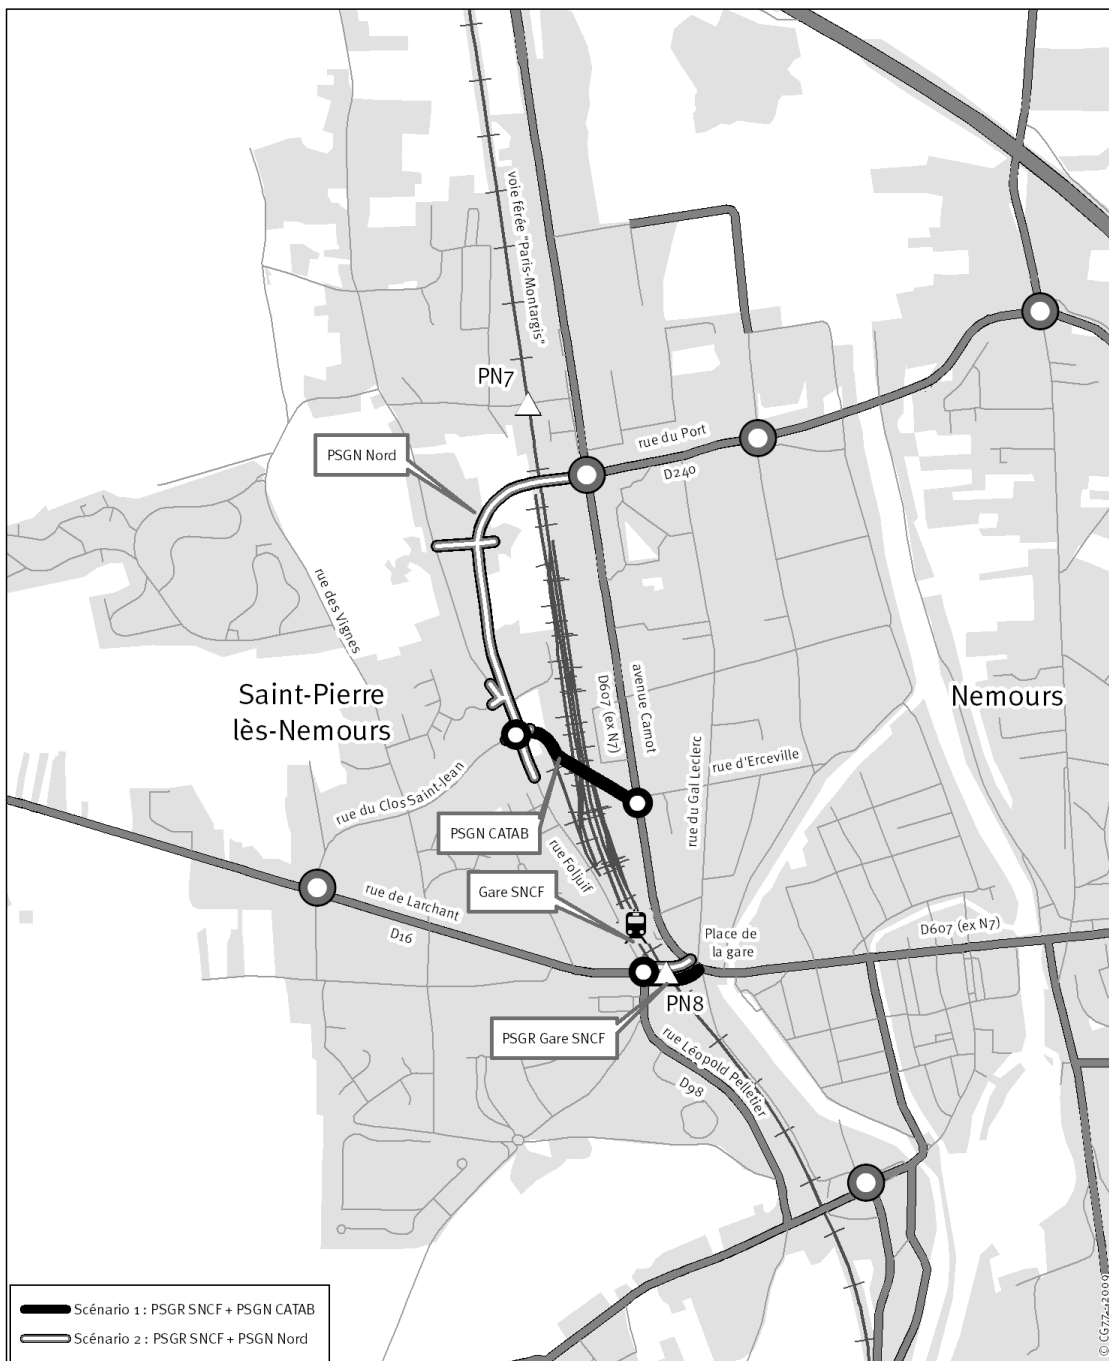 voie férée "Paris-Montargis"
PN7
PSGN Nord
rue du Port
D240
rue des Vignes
Saint-Pierre
lès-Nemours
D607 (ex N7)
avenue Carnot
Nemours
rue du Gal Leclerc
rue d'Erceville
rue du Clos Saint-Jean
PSGN CATAB
rue Foljuif
Gare SNCF
rue de Larchant
D16
Place de
la gare
D607 (ex N7)
PN8
PSGR Gare SNCF
rue Léopold Pelletier
D98
Scénario 1 : PSGR SNCF + PSGN CATAB
Scénario 2 : PSGR SNCF + PSGN Nord
© CG77 - 2009